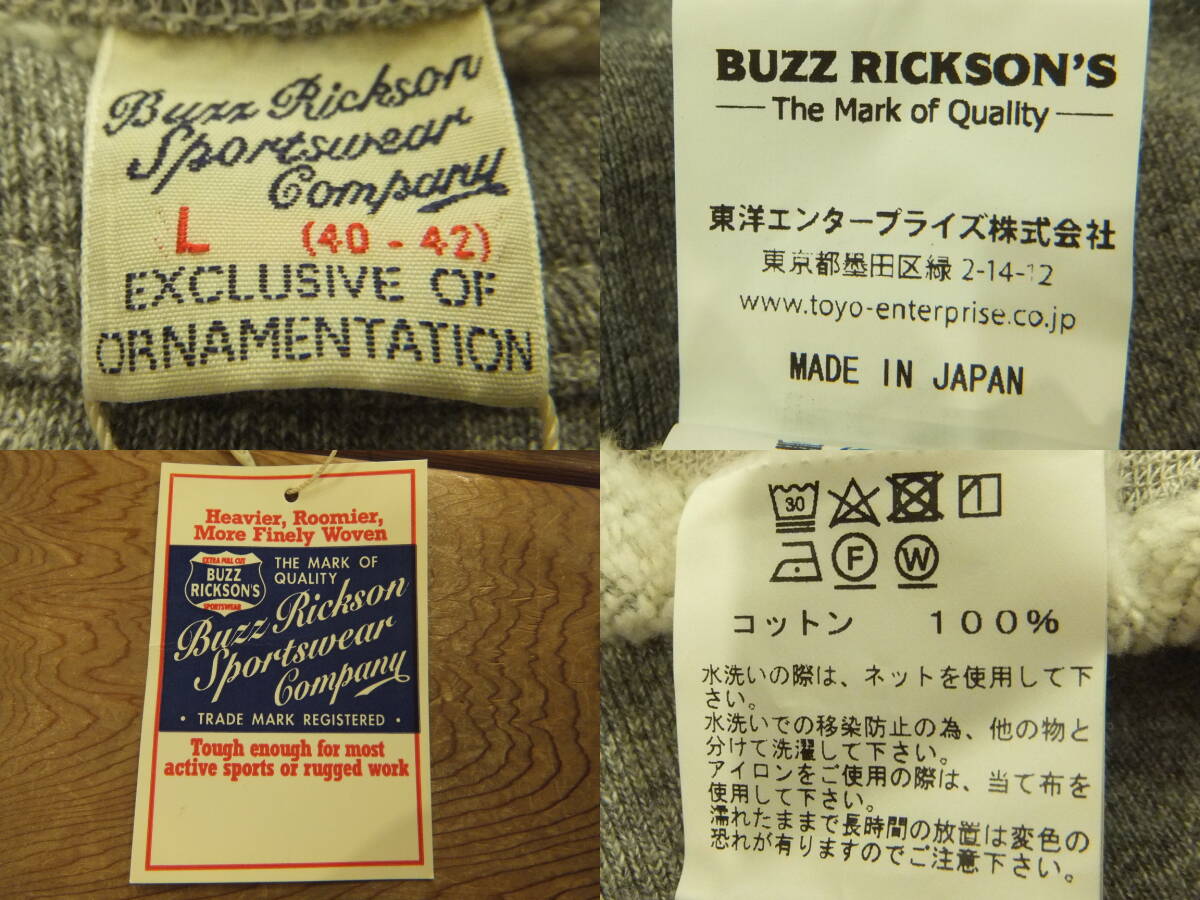 Buzz Rickson
Sportswear
Company
L (40 - 42)
EXCLUSIVE OF
ORNAMENTATION
BUZZ RICKSON'S
The Mark of Quality
東洋エンタープライズ株式会社
東京都墨田区緑 2-14-12
www.toyo-enterprise.co.jp
MADE IN JAPAN
Heavier, Roomier,
More Finely Woven
EXTRA FULL CUT
BUZZ
RICKSON'S
SPORTSWEAR
THE MARK OF
QUALITY
Buzz Rickson
Sportswear
Company
· TRADE MARK REGISTERED ·
Tough enough for most
active sports or rugged work
30
F W
コットン 100%
水洗いの際は、ネットを使用して下
さい。
水洗いでの移染防止の為、他の物と
分けて洗濯して下さい。
アイロンをご使用の際は、当て布を
使用して下さい。
濡れたままで長時間の放置は変色の
恐れが有りますのでご注意下さい。